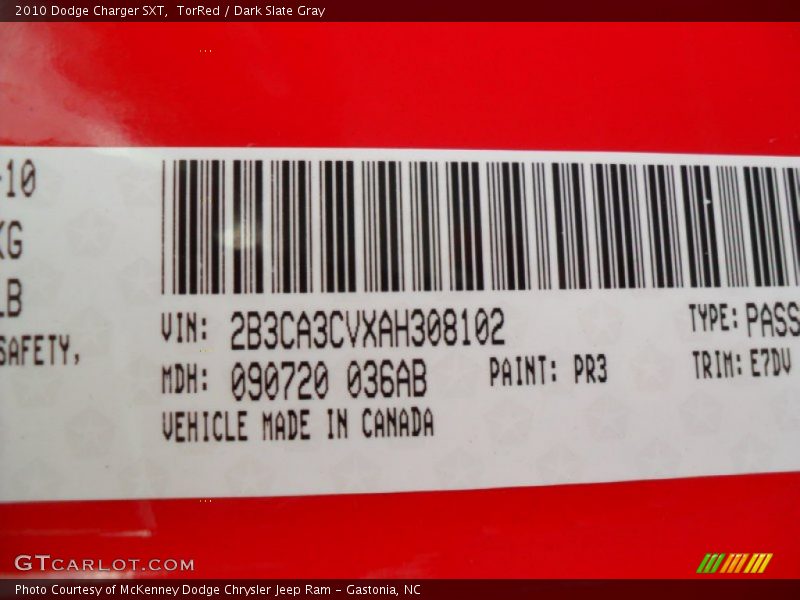 2010 Dodge Charger SXT,  TorRed / Dark Slate Gray
-10
KG
LB
SAFETY,
VIN: 2B3CA3CVXAH308102
TYPE: PASS
MDH: 090720 036AB
PAINT: PR3
TRIM: E7DV
VEHICLE MADE IN CANADA
GTCARLOT.COM
Photo Courtesy of McKenney Dodge Chrysler Jeep Ram - Gastonia, NC